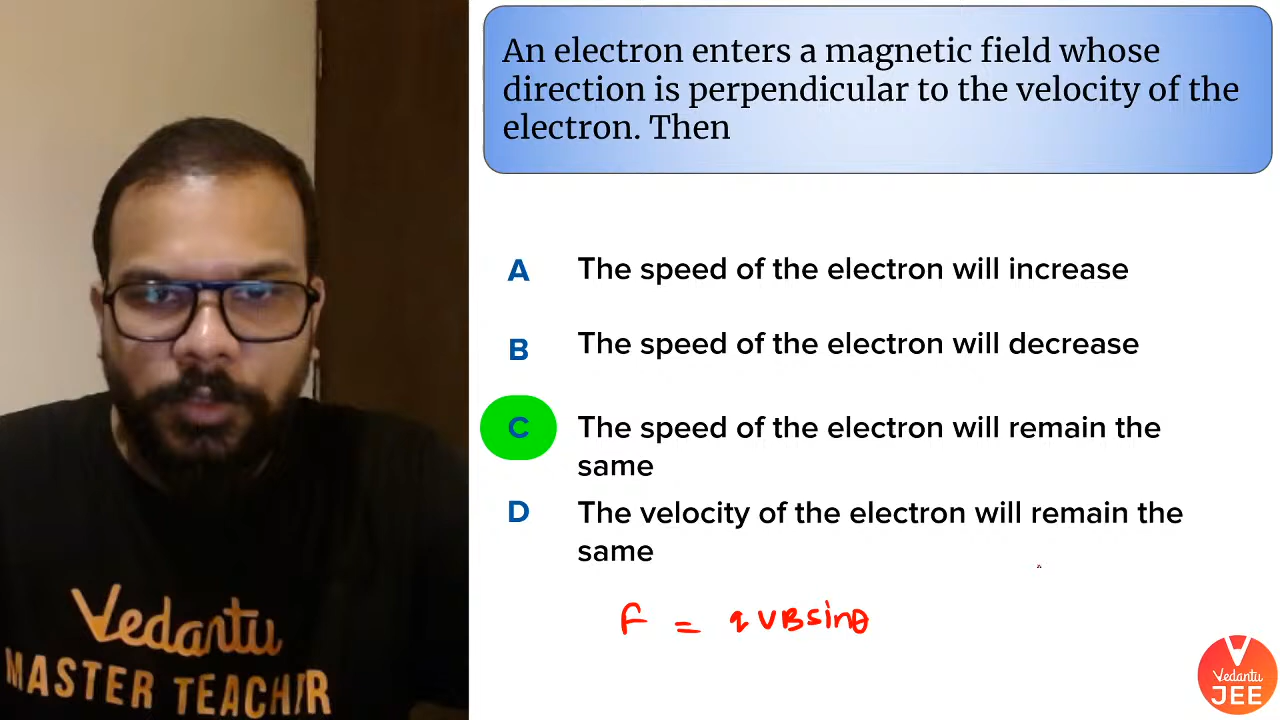 An electron enters a magnetic field whose
direction is perpendicular to the velocity of the
electron. Then
A The speed of the electron will increase
B The speed of the electron will decrease
C The speed of the electron will remain the
same
D The velocity of the electron will remain the
same
F = qVBsinθ
Vedantu
MASTER TEACHER
Vedantu
JEE